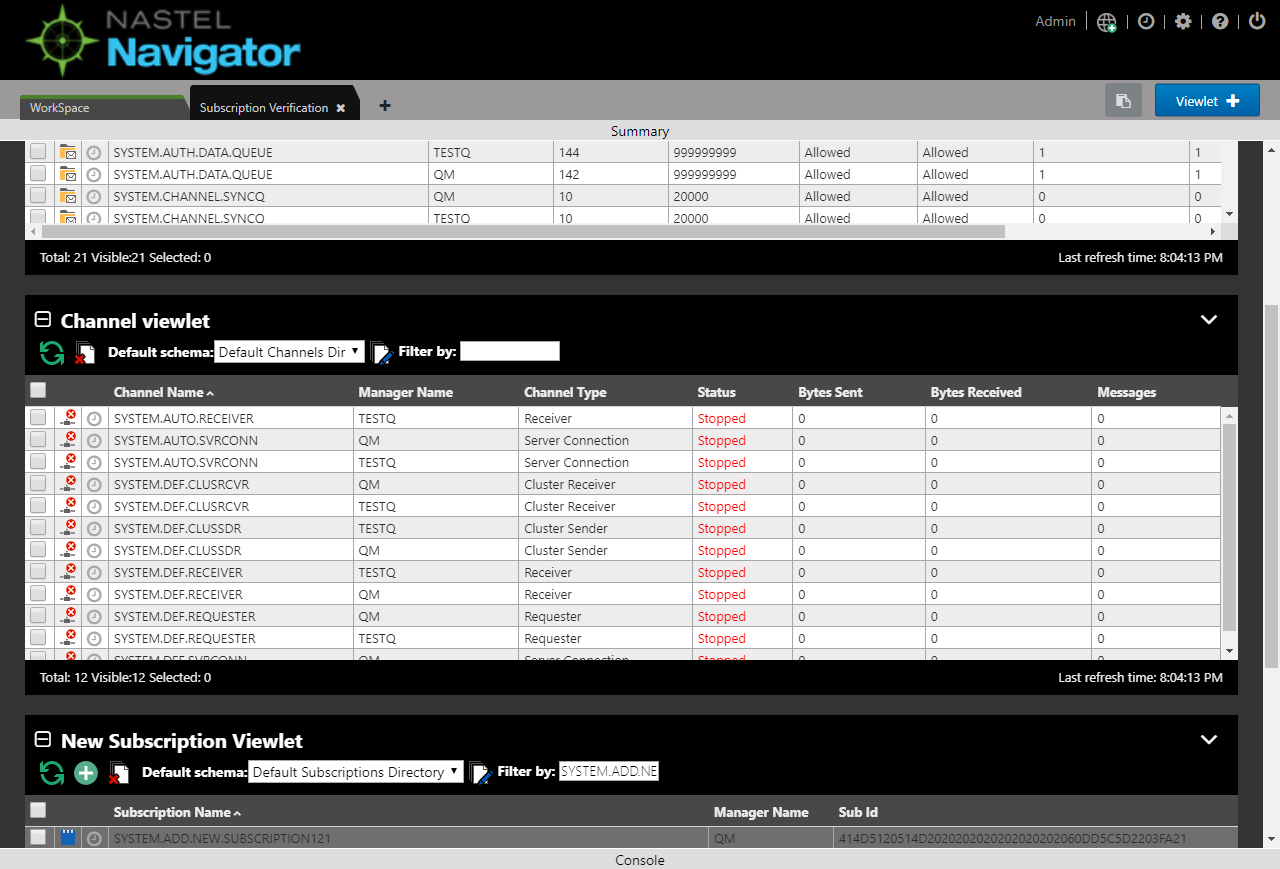 NASTEL
Navigator
Admin
WorkSpace
Subscription Verification
Viewlet
Summary
SYSTEM.AUTH.DATA.QUEUE TESTQ 144 999999999 Allowed Allowed 1 1
SYSTEM.AUTH.DATA.QUEUE QM 142 999999999 Allowed Allowed 1 1
SYSTEM.CHANNEL.SYNCQ QM 10 20000 Allowed Allowed 0 0
SYSTEM.CHANNEL.SYNCQ TESTQ 10 20000 Allowed Allowed 0 0
Total: 21 Visible:21 Selected: 0 Last refresh time: 8:04:13 PM
Channel viewlet
Default schema: Default Channels Dir Filter by:
Channel Name Manager Name Channel Type Status Bytes Sent Bytes Received Messages
SYSTEM.AUTO.RECEIVER TESTQ Receiver Stopped 0 0 0
SYSTEM.AUTO.SVRCONN QM Server Connection Stopped 0 0 0
SYSTEM.AUTO.SVRCONN TESTQ Server Connection Stopped 0 0 0
SYSTEM.DEF.CLUSRCVR QM Cluster Receiver Stopped 0 0 0
SYSTEM.DEF.CLUSRCVR TESTQ Cluster Receiver Stopped 0 0 0
SYSTEM.DEF.CLUSSDR TESTQ Cluster Sender Stopped 0 0 0
SYSTEM.DEF.CLUSSDR QM Cluster Sender Stopped 0 0 0
SYSTEM.DEF.RECEIVER TESTQ Receiver Stopped 0 0 0
SYSTEM.DEF.RECEIVER QM Receiver Stopped 0 0 0
SYSTEM.DEF.REQUESTER QM Requester Stopped 0 0 0
SYSTEM.DEF.REQUESTER TESTQ Requester Stopped 0 0 0
SYSTEM.DEF.SVRCONN QM Server Connection Stopped 0 0 0
Total: 12 Visible:12 Selected: 0 Last refresh time: 8:04:13 PM
New Subscription Viewlet
Default schema: Default Subscriptions Directory Filter by: SYSTEM.ADD.NE
Subscription Name Manager Name Sub Id
SYSTEM.ADD.NEW.SUBSCRIPTION121 QM 414D5120514D2020202020202020202060DD5C5D2203FA21
Console